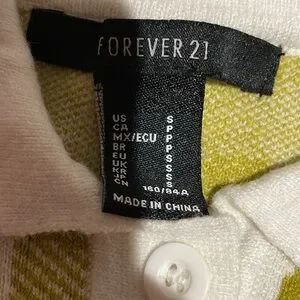 FOREVER 21
US S
CA P
MX/ECU P
BR P
EU S
UK S
KR S
JP S
CN 160/84A
MADE IN CHINA